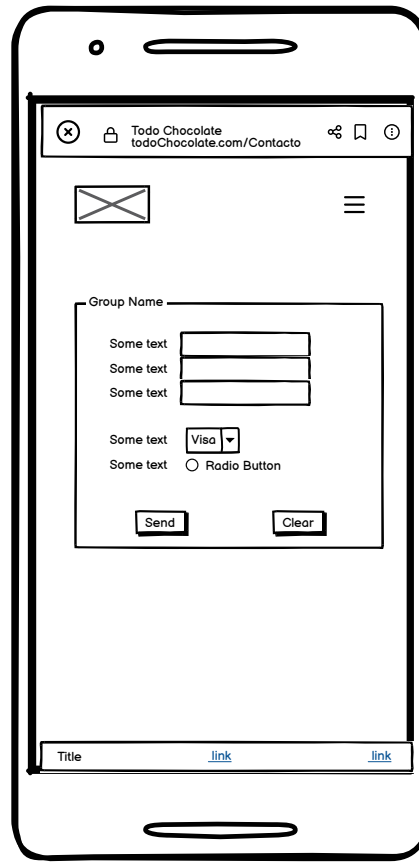 Todo Chocolate
todoChocolate.com/Contacto
Group Name
Some text
Some text
Some text
Some text Visa
Some text Radio Button
Send Clear
Title link link